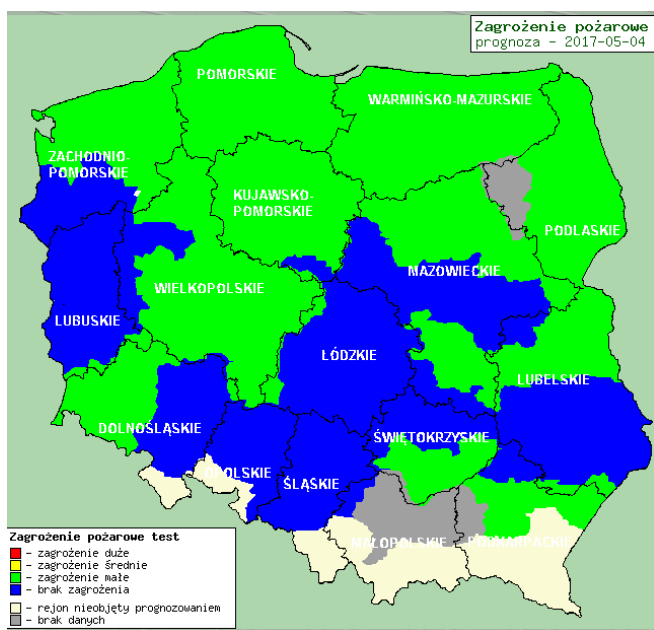 Zagrożenie pożarowe
prognoza - 2017-05-04
POMORSKIE
WARMIŃSKO-MAZURSKIE
ZACHODNIO-
POMORSKIE
KUJAWSKO-
POMORSKIE
PODLASKIE
MAZOWIECKIE
WIELKOPOLSKIE
LUBUSKIE
ŁÓDZKIE
LUBELSKIE
DOLNOŚLĄSKIE
ŚWIĘTOKRZYSKIE
OPOLSKIE
ŚLĄSKIE
MAŁOPOLSKIE
PODKARPACKIE
Zagrożenie pożarowe test
- zagrożenie duże
- zagrożenie średnie
- zagrożenie małe
- brak zagrożenia
- rejon nieobjęty prognozowaniem
- brak danych